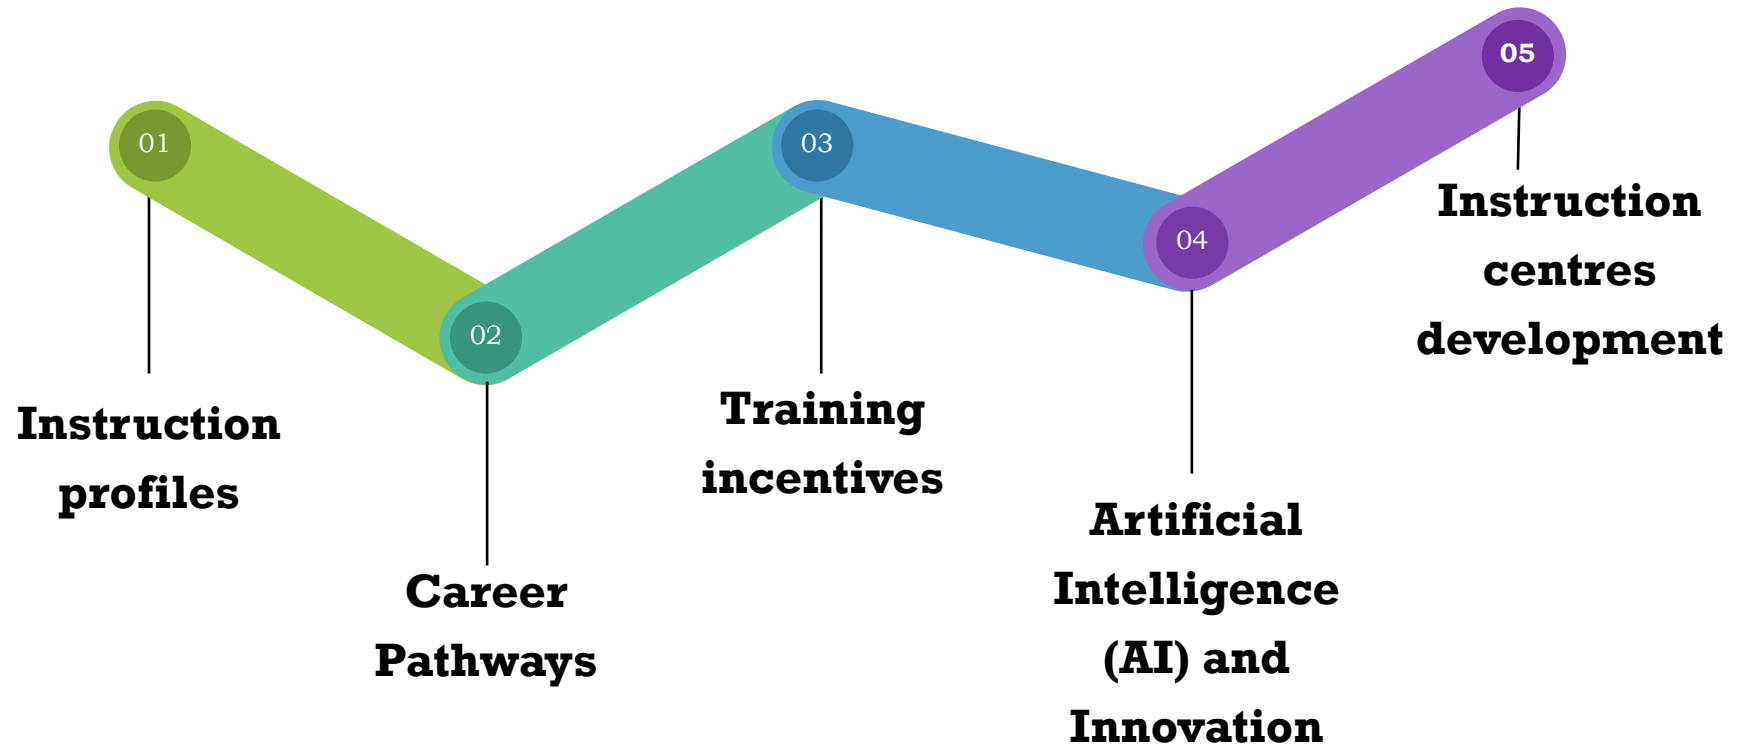 01
Instruction
profiles
02
Career
Pathways
03
Training
incentives
04
Artificial
Intelligence
(AI) and
Innovation
05
Instruction
centres
development